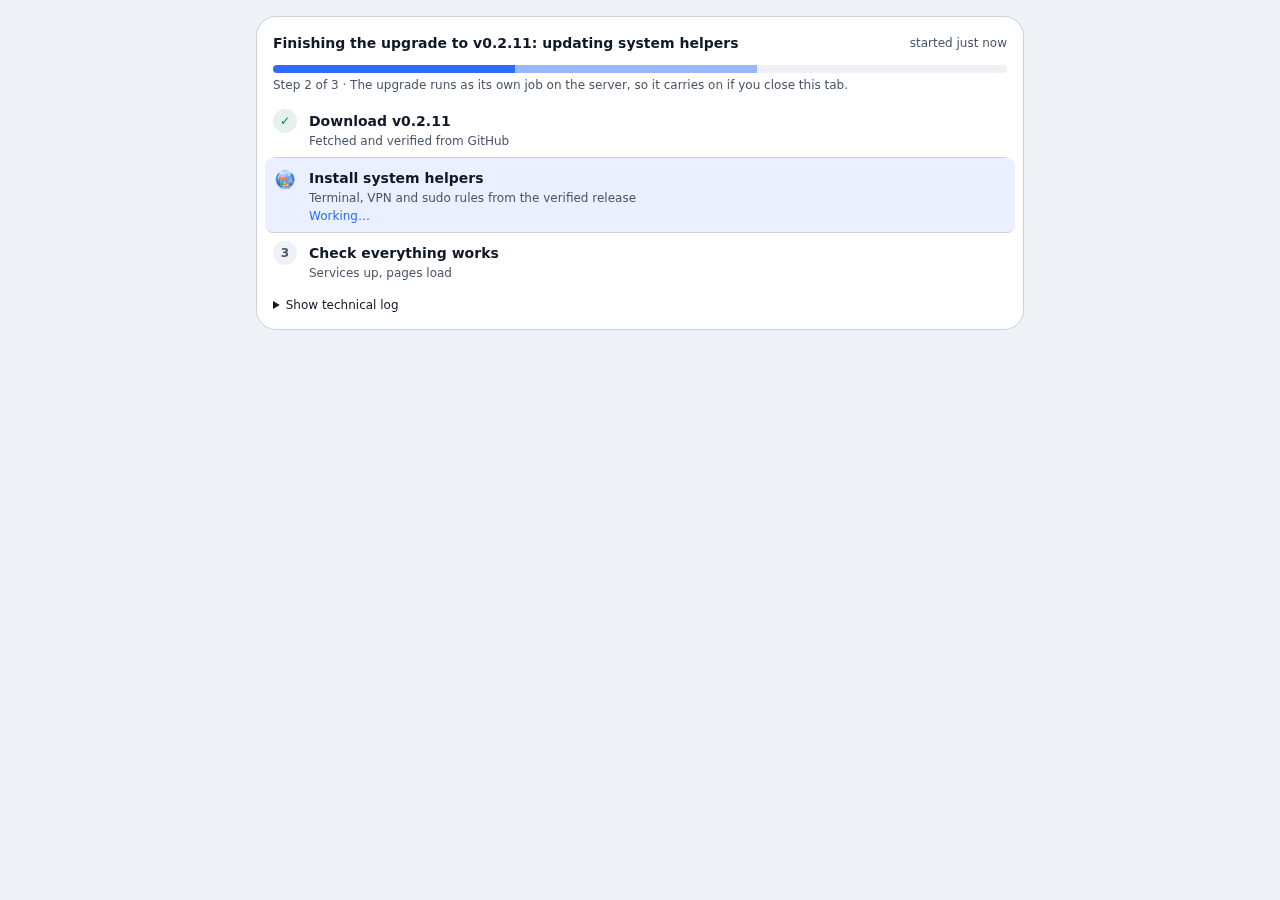 Finishing the upgrade to v0.2.11: updating system helpers
started just now
Step 2 of 3 · The upgrade runs as its own job on the server, so it carries on if you close this tab.
✓
Download v0.2.11
Fetched and verified from GitHub
Install system helpers
Terminal, VPN and sudo rules from the verified release
Working…
3
Check everything works
Services up, pages load
Show technical log